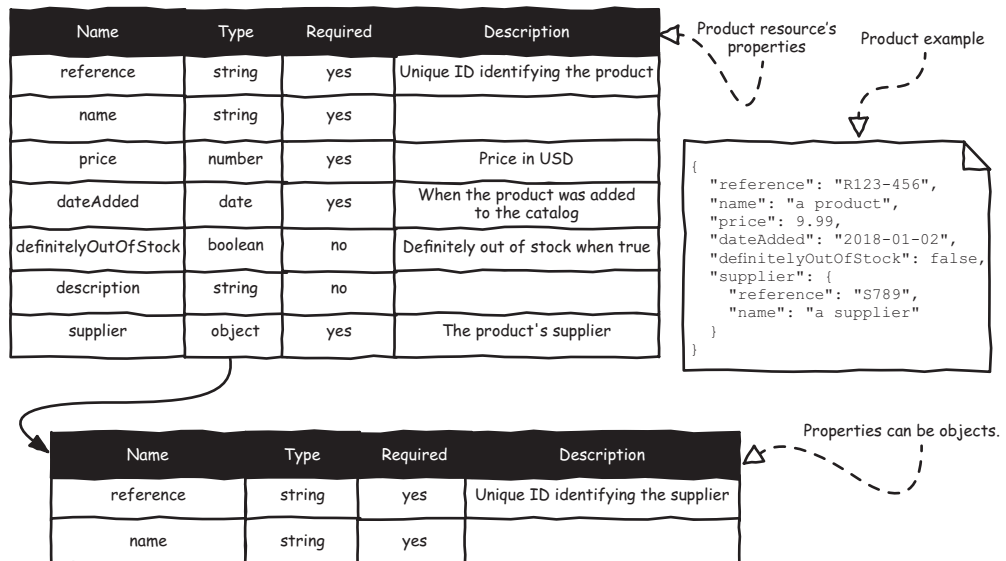 Name Type Required Description
reference string yes Unique ID identifying the product
name string yes
price number yes Price in USD
dateAdded date yes When the product was added
to the catalog
definitelyOutOfStock boolean no Definitely out of stock when true
description string no
supplier object yes The product's supplier
Product resource's
properties
Product example
{
"reference": "R123-456",
"name": "a product",
"price": 9.99,
"dateAdded": "2018-01-02",
"definitelyOutOfStock": false,
"supplier": {
"reference": "S789",
"name": "a supplier"
}
}
Name Type Required Description
reference string yes Unique ID identifying the supplier
name string yes
Properties can be objects.